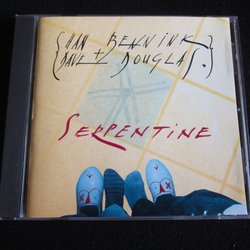 {HAN BENNINK}
{DAVE + DOUGLAS.}
SERPENTINE